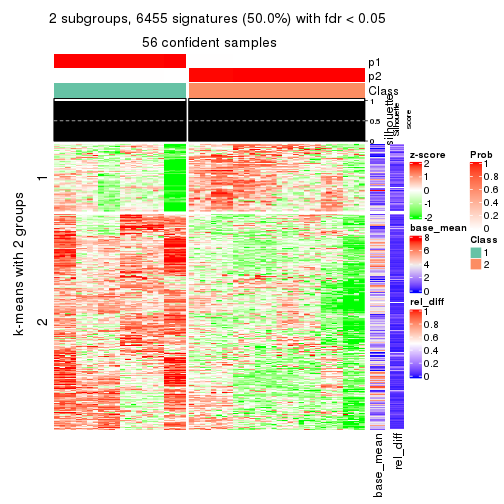 2 subgroups, 6455 signatures (50.0%) with fdr < 0.05
56 confident samples
p1
p2
Class
1
0.5
0
silhouette
Silhouette
score
k-means with 2 groups
1
2
base_mean
rel_diff
z-score
2
1
0
-1
-2
base_mean
8
6
4
2
0
rel_diff
1
0.8
0.6
0.4
0.2
0
Prob
1
0.8
0.6
0.4
0.2
0
Class
1
2